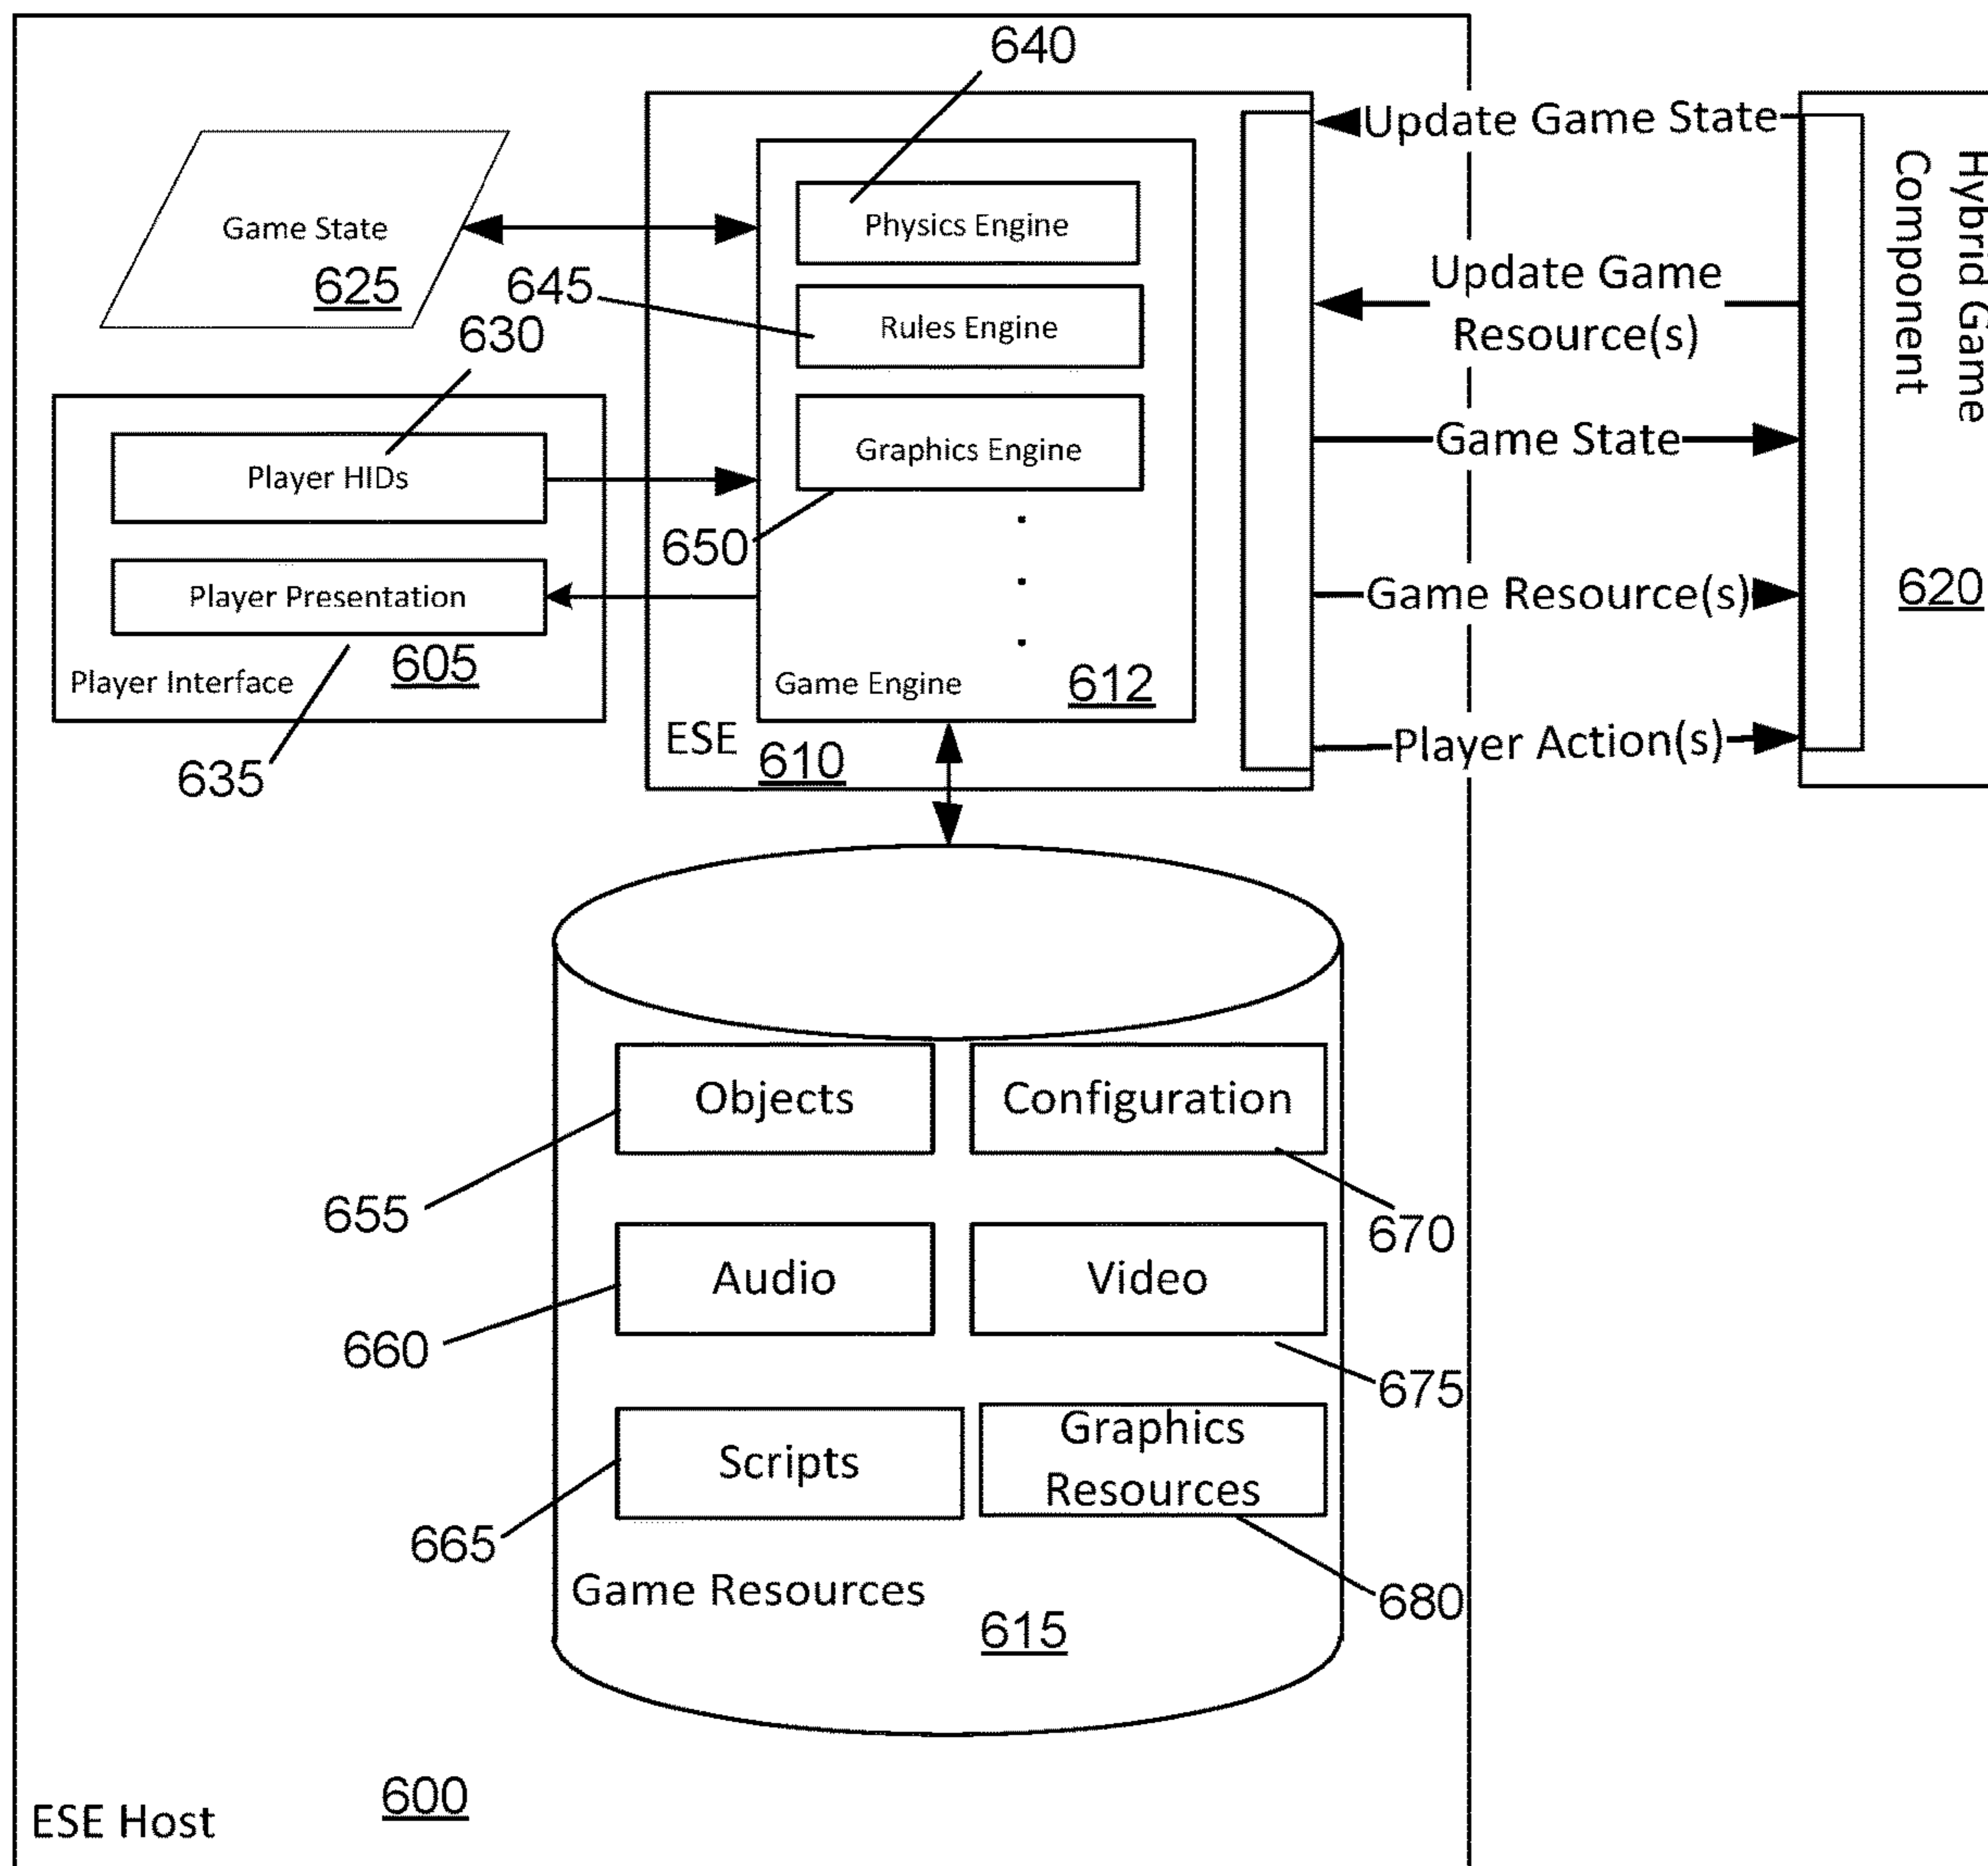 640
Update Game State
Hybrid Game
Component
Game State
625
Physics Engine
645
Rules Engine
Update Game
Resource(s)
630
Player HIDs
Graphics Engine
Game State
650
.
.
.
Player Presentation
605
Player Interface
635
Game Engine
612
Game Resource(s)
620
ESE
610
Player Action(s)
Objects
Configuration
655
670
Audio
Video
660
675
Scripts
Graphics
Resources
665
680
Game Resources
615
ESE Host
600